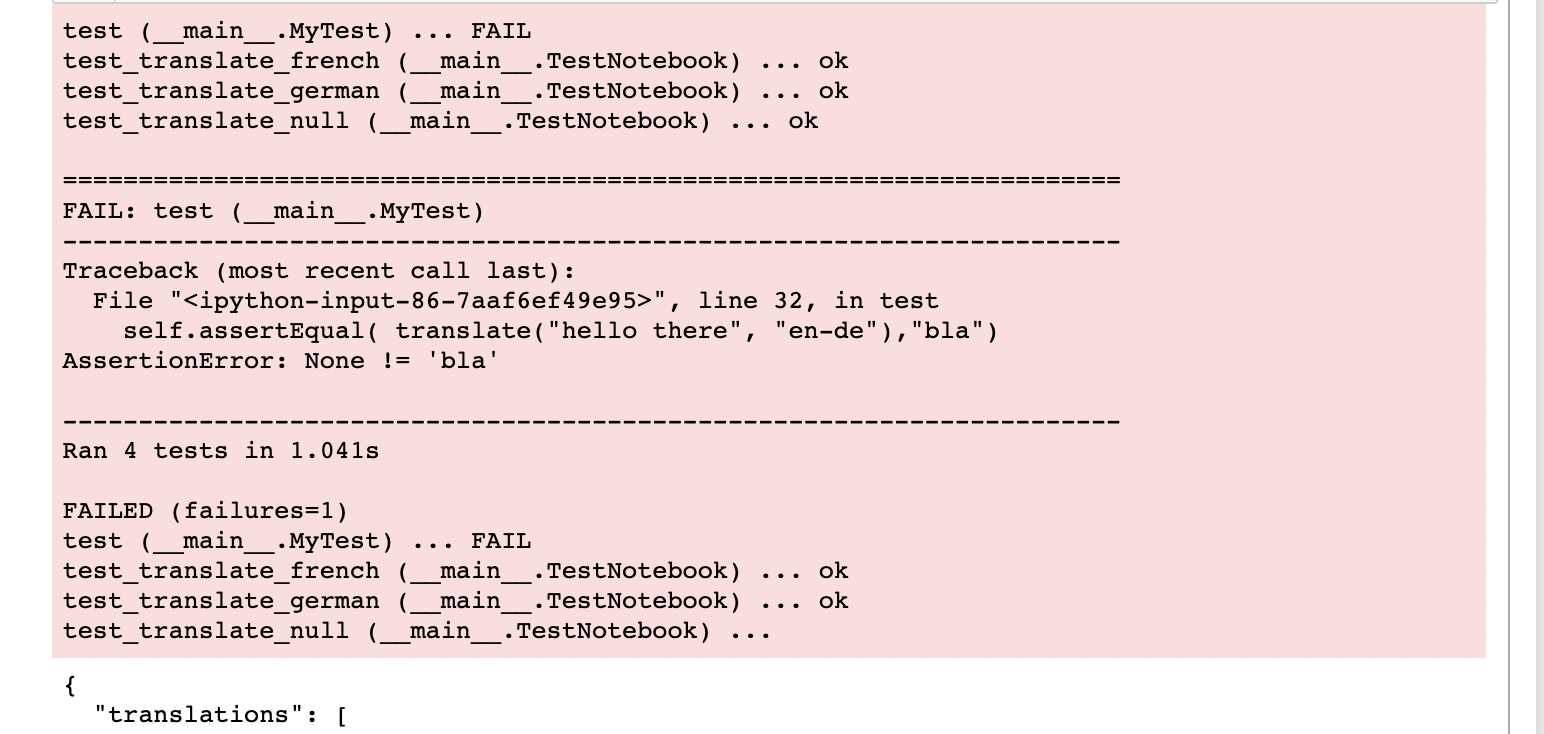 test (__main__.MyTest) ... FAIL
test_translate_french (__main__.TestNotebook) ... ok
test_translate_german (__main__.TestNotebook) ... ok
test_translate_null (__main__.TestNotebook) ... ok
======================================================================
FAIL: test (__main__.MyTest)
----------------------------------------------------------------------
Traceback (most recent call last):
  File "<ipython-input-86-7aaf6ef49e95>", line 32, in test
    self.assertEqual( translate("hello there", "en-de"),"bla")
AssertionError: None != 'bla'
----------------------------------------------------------------------
Ran 4 tests in 1.041s
FAILED (failures=1)
test (__main__.MyTest) ... FAIL
test_translate_french (__main__.TestNotebook) ... ok
test_translate_german (__main__.TestNotebook) ... ok
test_translate_null (__main__.TestNotebook) ...
{
  "translations": [